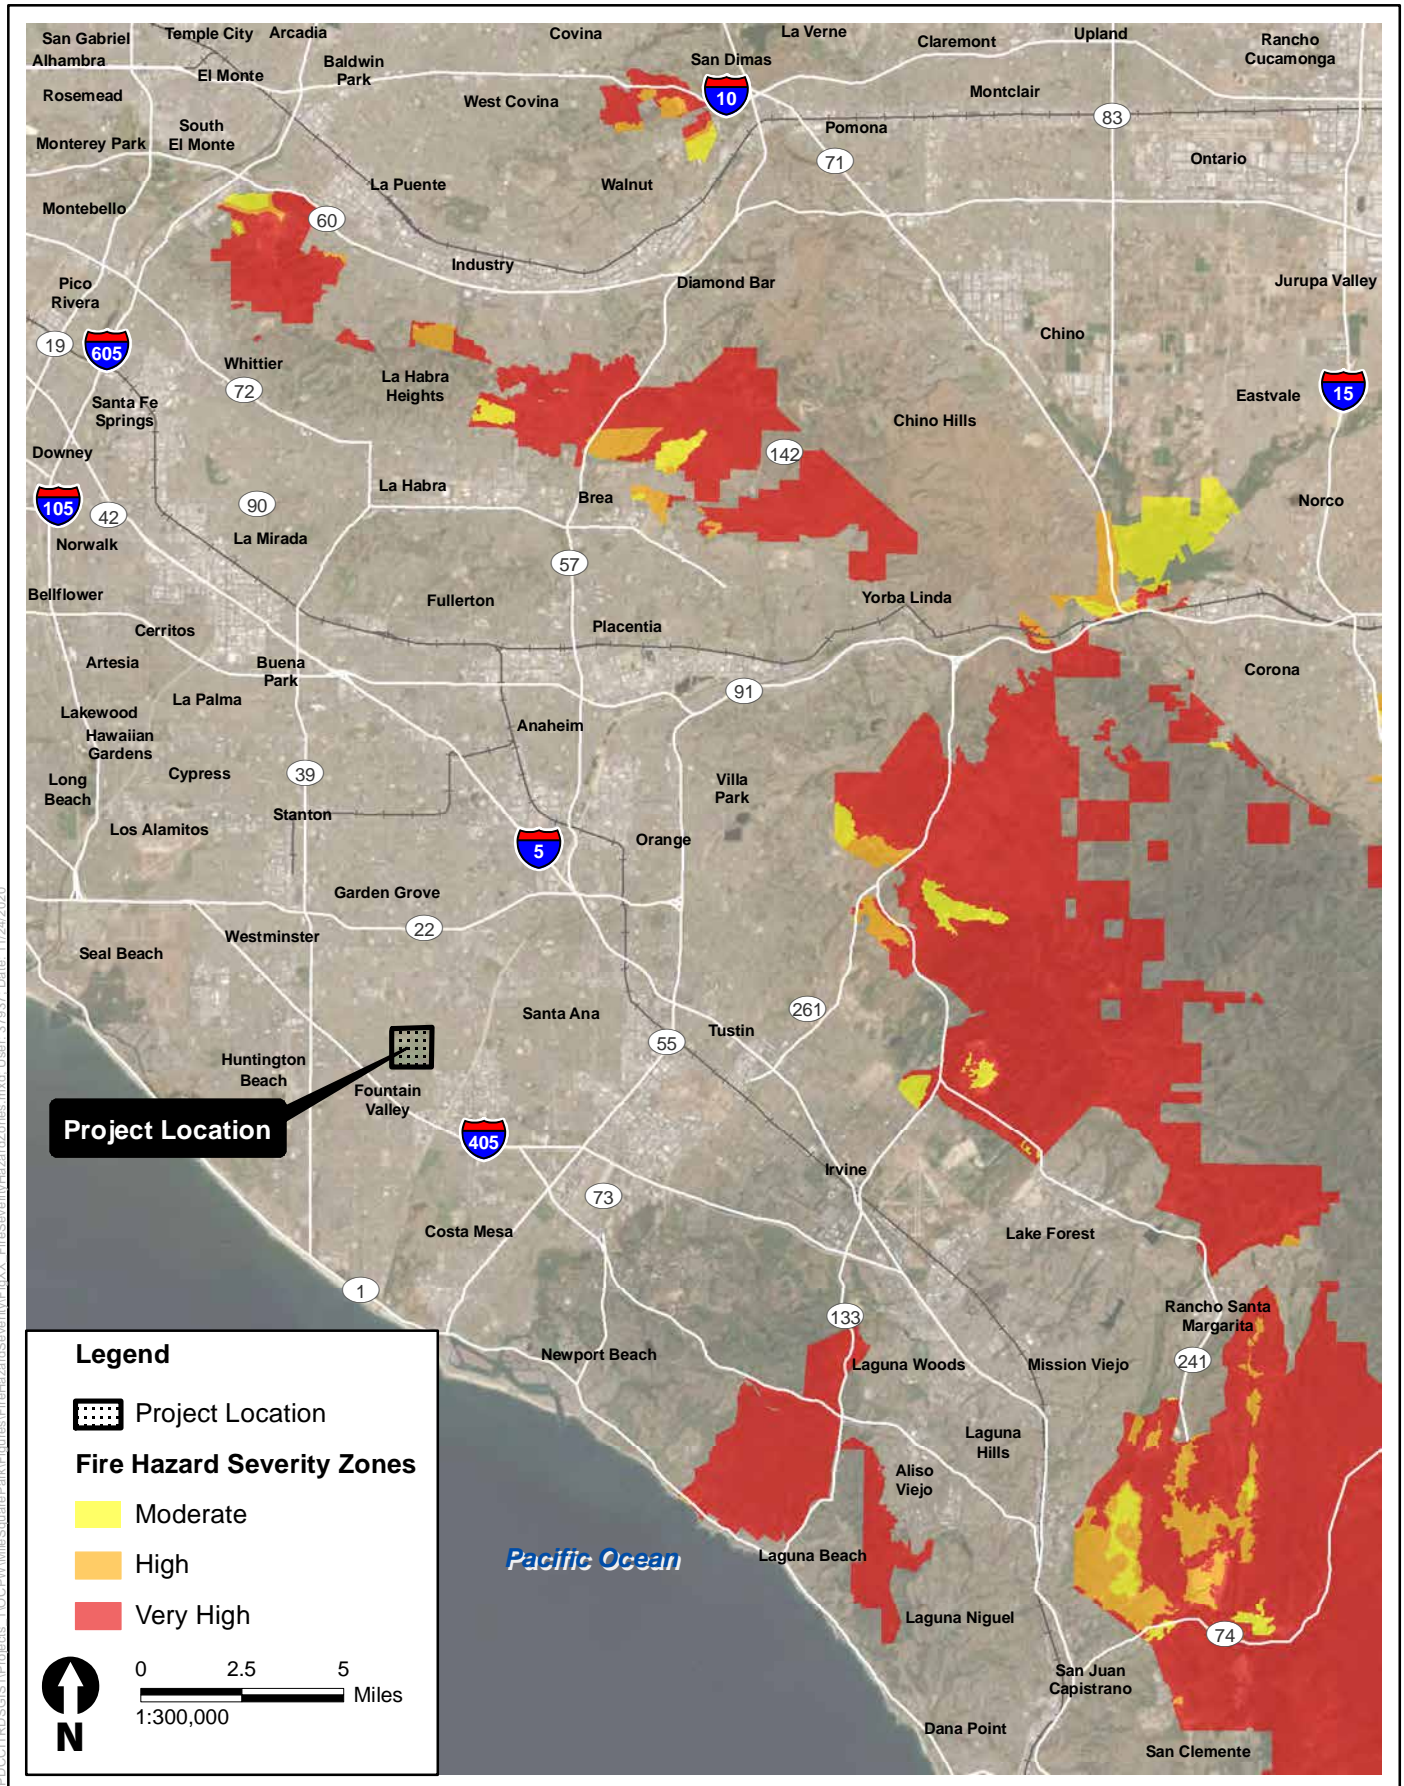 San Gabriel
Temple City
Arcadia
Covina
La Verne
Claremont
Upland
Rancho
Cucamonga
Alhambra
El Monte
Baldwin
Park
San Dimas
10
Rosemead
West Covina
Montclair
83
South
El Monte
Monterey Park
Pomona
71
Ontario
La Puente
Walnut
Montebello
60
Industry
Diamond Bar
Jurupa Valley
Pico
Rivera
19
605
Chino
Whittier
72
La Habra
Heights
Eastvale
15
Santa Fe
Springs
Chino Hills
Downey
142
La Habra
Brea
105
42
90
Norco
Norwalk
La Mirada
57
Bellflower
Fullerton
Yorba Linda
Cerritos
Placentia
Artesia
Buena
Park
Corona
La Palma
91
Lakewood
Hawaiian
Gardens
Anaheim
Long
Beach
Cypress
39
Villa
Park
Stanton
Los Alamitos
5
Orange
Garden Grove
22
Westminster
Seal Beach
Santa Ana
261
Tustin
55
Huntington
Beach
Fountain
Valley
Project Location
405
Irvine
73
Costa Mesa
Lake Forest
1
133
Rancho Santa
Margarita
Newport Beach
Laguna Woods
Mission Viejo
241
Laguna
Hills
Aliso
Viejo
Pacific Ocean
Laguna Beach
Laguna Niguel
74
San Juan
Capistrano
Dana Point
San Clemente
Legend
Project Location
Fire Hazard Severity Zones
Moderate
High
Very High
0 2.5 5
Miles
1:300,000
N